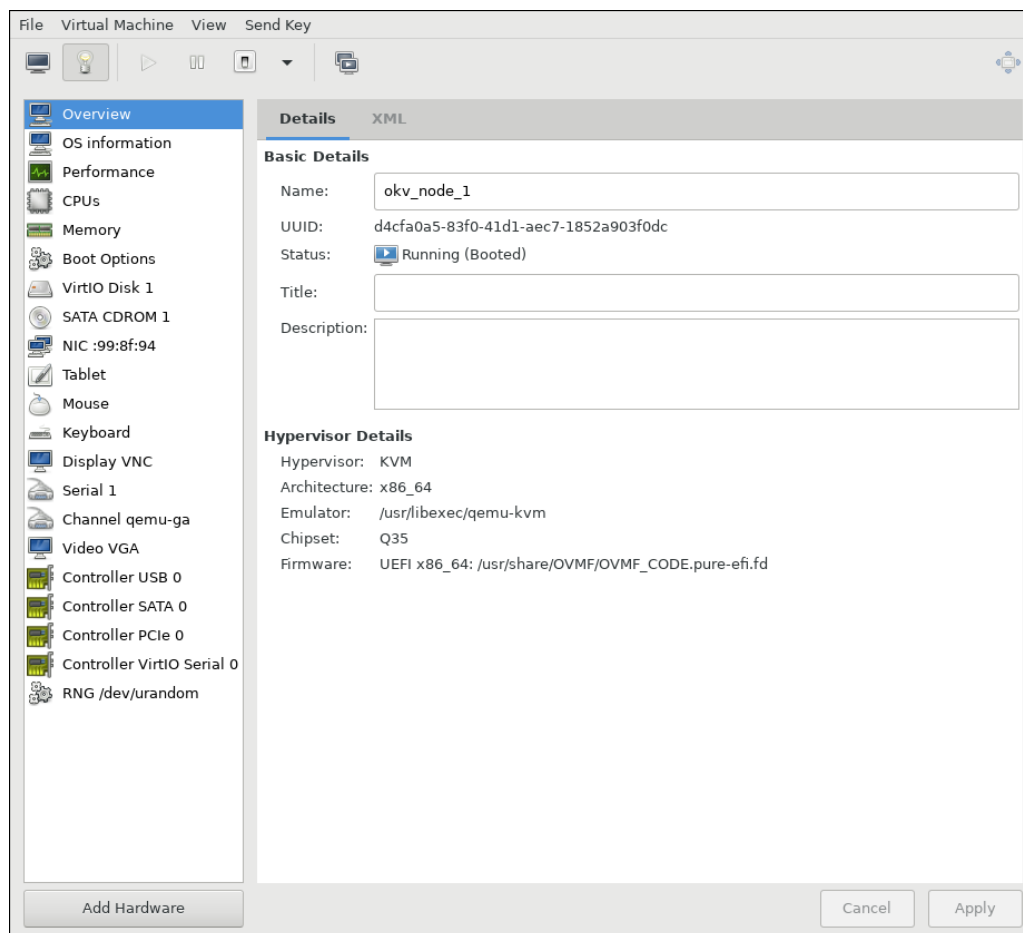 File Virtual Machine View Send Key
Overview
OS information
Performance
CPUs
Memory
Boot Options
VirtIO Disk 1
SATA CDROM 1
NIC :99:8f:94
Tablet
Mouse
Keyboard
Display VNC
Serial 1
Channel qemu-ga
Video VGA
Controller USB 0
Controller SATA 0
Controller PCIe 0
Controller VirtIO Serial 0
RNG /dev/urandom
Add Hardware
Details XML
Basic Details
Name: okv_node_1
UUID: d4cfa0a5-83f0-41d1-aec7-1852a903f0dc
Status: Running (Booted)
Title:
Description:
Hypervisor Details
Hypervisor: KVM
Architecture: x86_64
Emulator: /usr/libexec/qemu-kvm
Chipset: Q35
Firmware: UEFI x86_64: /usr/share/OVMF/OVMF_CODE.pure-efi.fd
Cancel Apply